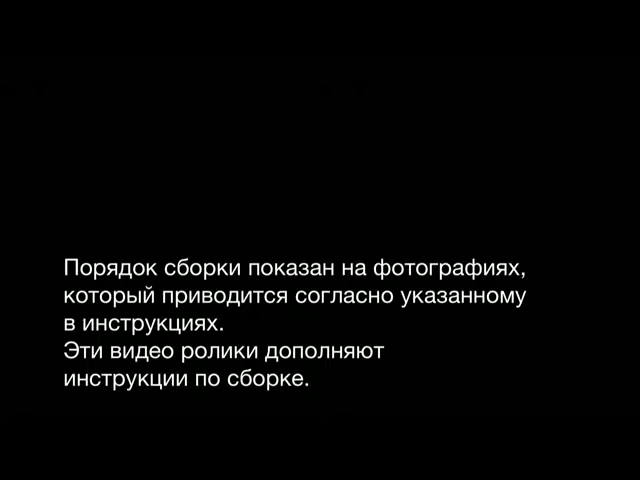 Порядок сборки показан на фотографиях,
который приводится согласно указанному
в инструкциях.
Эти видео ролики дополняют
инструкции по сборке.